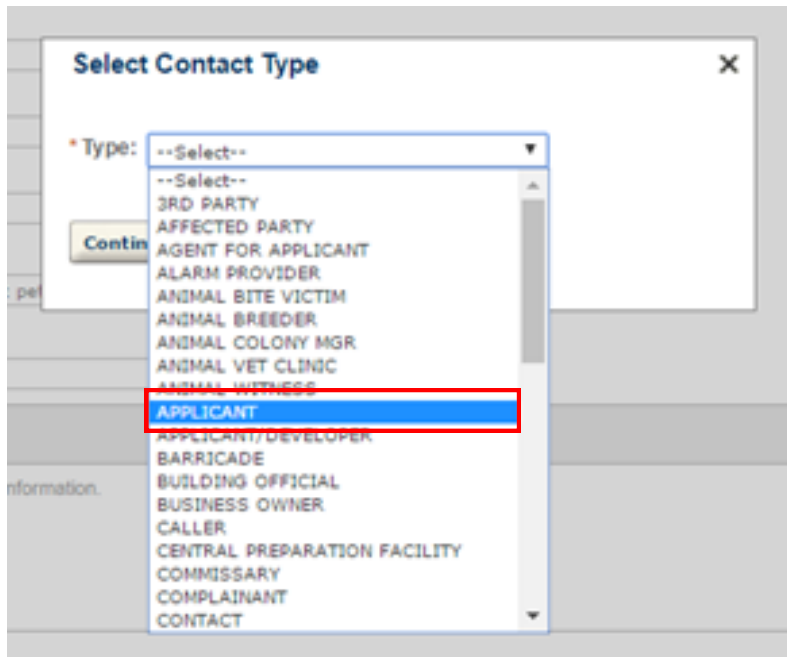 Select Contact Type ×
* Type: --Select-- ▼
--Select--
3RD PARTY
AFFECTED PARTY
AGENT FOR APPLICANT
ALARM PROVIDER
ANIMAL BITE VICTIM
ANIMAL BREEDER
ANIMAL COLONY MGR
ANIMAL VET CLINIC
ANIMAL WITNESS
APPLICANT
APPLICANT/DEVELOPER
BARRICADE
BUILDING OFFICIAL
BUSINESS OWNER
CALLER
CENTRAL PREPARATION FACILITY
COMMISSARY
COMPLAINANT
CONTACT
Contin
: pet
nformation.